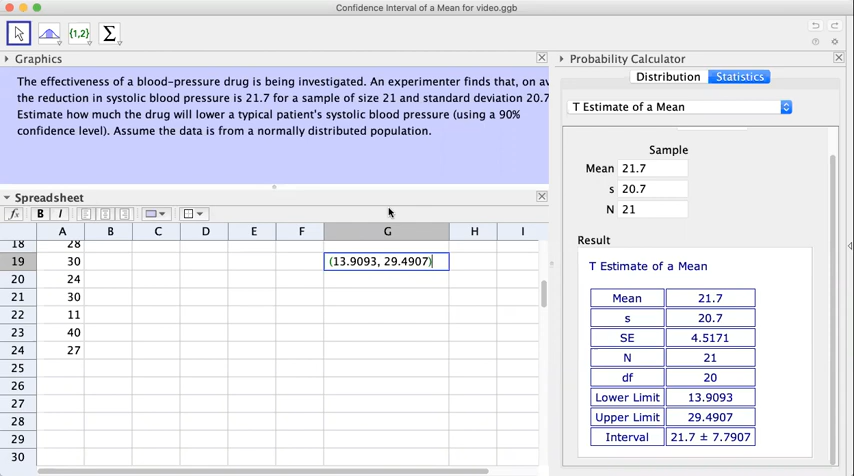 Confidence Interval of a Mean for video.ggb
{1,2}
Σ
Graphics
Probability Calculator
The effectiveness of a blood-pressure drug is being investigated. An experimenter finds that, on av
the reduction in systolic blood pressure is 21.7 for a sample of size 21 and standard deviation 20.7
Estimate how much the drug will lower a typical patient's systolic blood pressure (using a 90%
confidence level). Assume the data is from a normally distributed population.
Distribution Statistics
T Estimate of a Mean
Sample
Mean 21.7
s 20.7
N 21
Result
T Estimate of a Mean
Mean 21.7
s 20.7
SE 4.5171
N 21
df 20
Lower Limit 13.9093
Upper Limit 29.4907
Interval 21.7 ± 7.7907
Spreadsheet
fx B I
A B C D E F G H I
18 28
19 30 (13.9093, 29.4907)
20 24
21 30
22 11
23 40
24 27
25
26
27
28
29
30